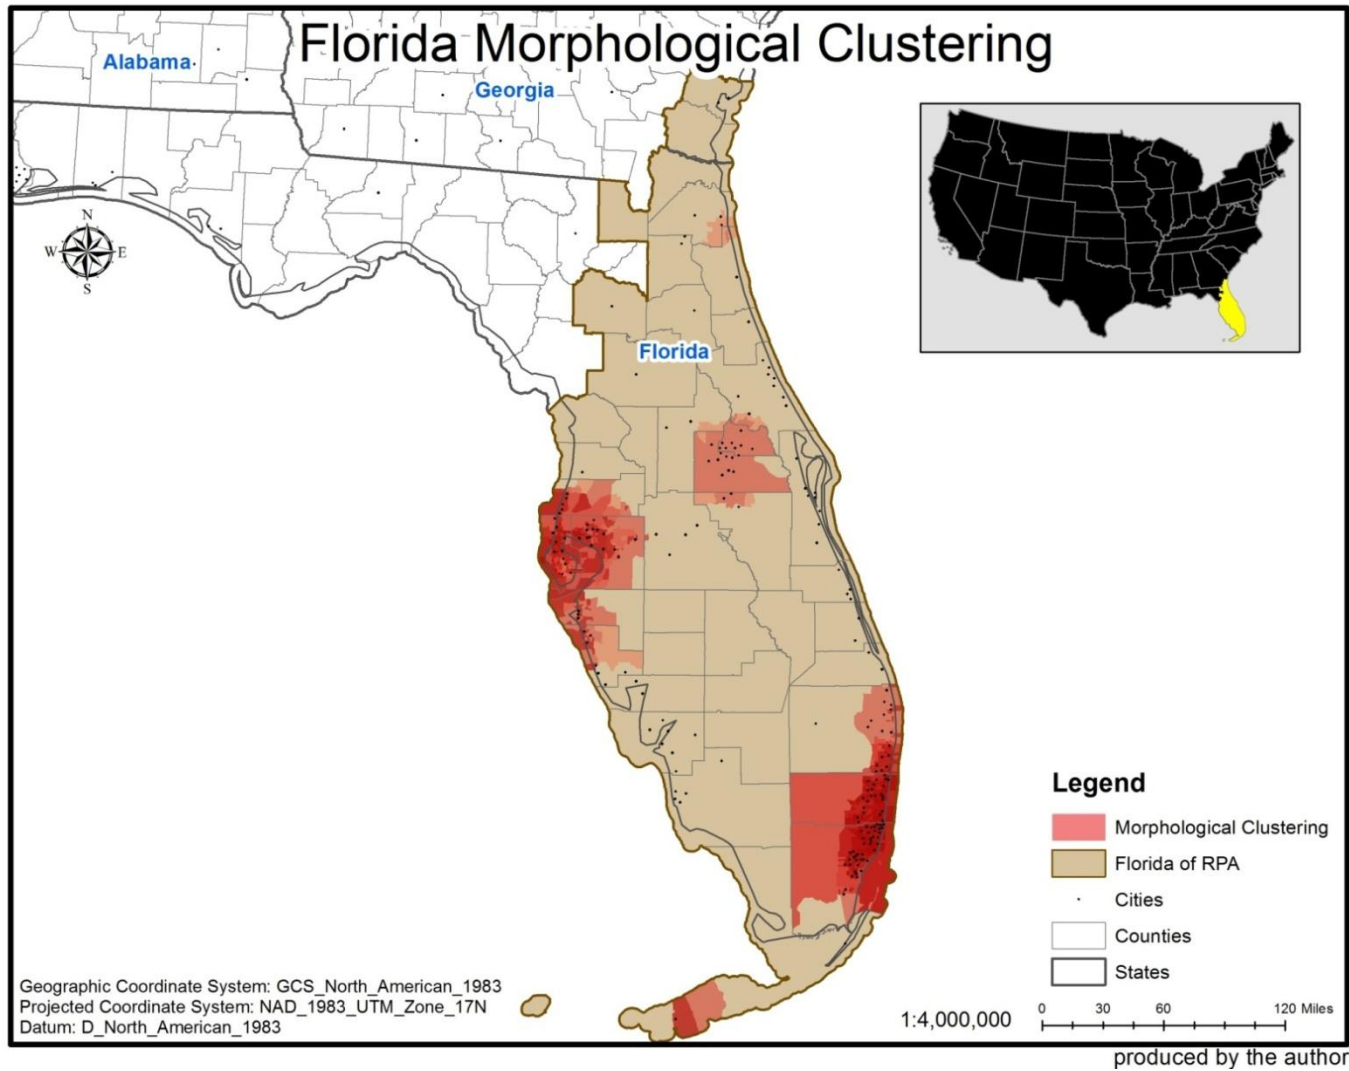 Florida Morphological Clustering
Alabama
Georgia
N
W E
S
Florida
Legend
Morphological Clustering
Florida of RPA
Cities
Counties
States
Geographic Coordinate System: GCS_North_American_1983
Projected Coordinate System: NAD_1983_UTM_Zone_17N
Datum: D_North_American_1983
1:4,000,000
0 30 60 120 Miles
produced by the author